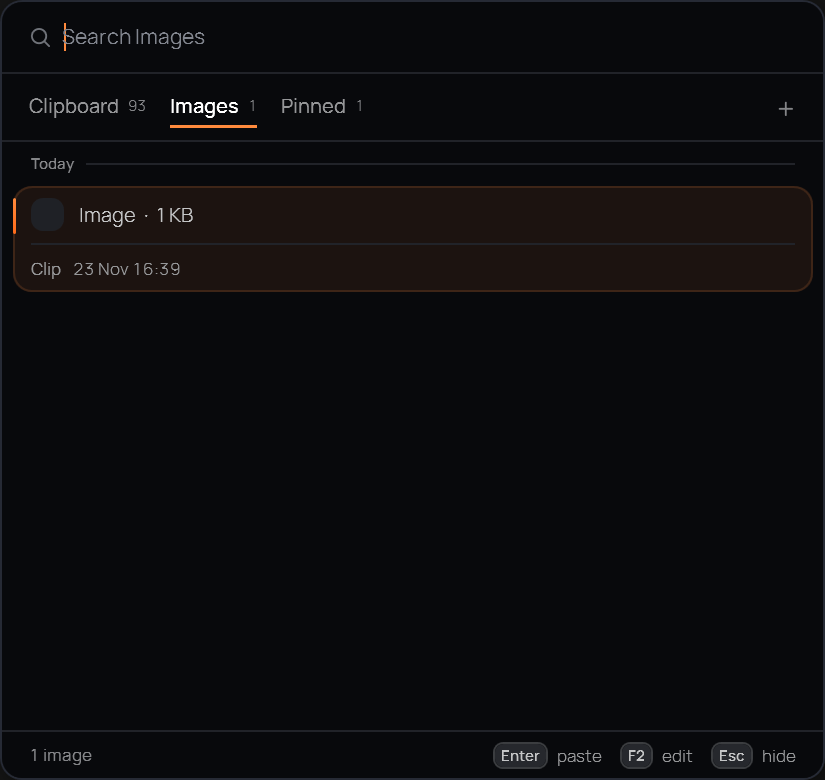 Search Images
Clipboard 93 Images 1 Pinned 1 +
Today
Image · 1 KB
Clip 23 Nov 16:39
1 image Enter paste F2 edit Esc hide